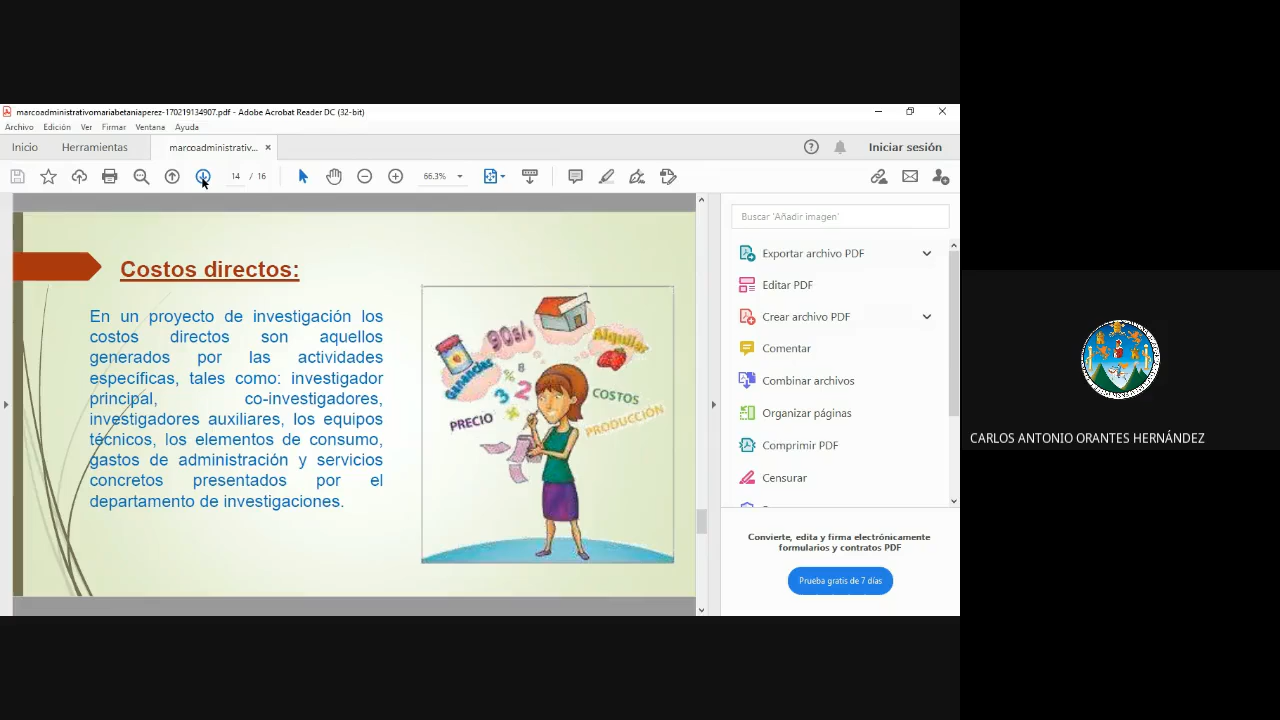 marcoadministrativomariabetaniaperez-170219134907.pdf - Adobe Acrobat Reader DC (32-bit)
Archivo Edición Ver Firmar Ventana Ayuda
Inicio Herramientas marcoadministrativ... × Iniciar sesión
14 / 16 66.3%
Buscar 'Añadir imagen'
Exportar archivo PDF
Editar PDF
Crear archivo PDF
Comentar
Combinar archivos
Organizar páginas
Comprimir PDF
Censurar
Convierte, edita y firma electrónicamente
formularios y contratos PDF
Prueba gratis de 7 días
Costos directos:
En un proyecto de investigación los
costos directos son aquellos
generados por las actividades
específicas, tales como: investigador
principal, co-investigadores,
investigadores auxiliares, los equipos
técnicos, los elementos de consumo,
gastos de administración y servicios
concretos presentados por el
departamento de investigaciones.
90s/.
Alquiler
Ganancias
% 8
3 2
PRECIO
COSTOS
PRODUCCIÓN
CARLOS ANTONIO ORANTES HERNÁNDEZ